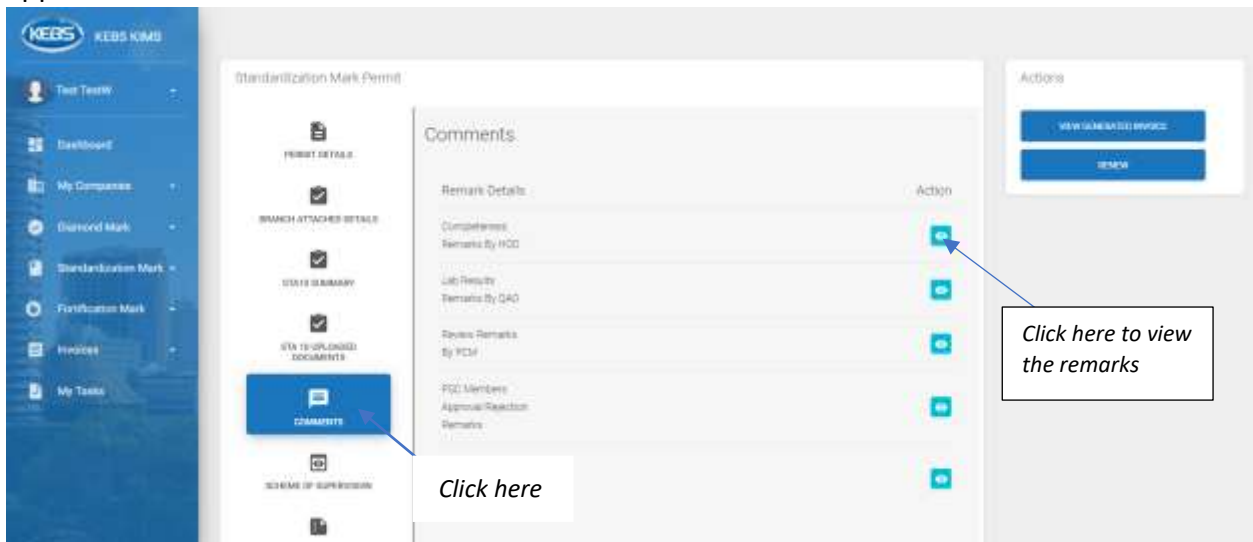 KEBS KEBS KIMS
Test TestW
Dashboard
My Companies
Diamond Mark
Standardization Mark
Fortification Mark
Invoices
My Tasks
Standardization Mark Permit
PERMIT DETAILS
BRANCH ATTACHED DETAILS
STA10 SUMMARY
STA 10 UPLOADED
DOCUMENTS
COMMENTS
SCHEME OF SUPERVISION
Comments
Remark Details Action
Completeness
Remarks By HOD
Lab Results
Remarks By QAO
Review Remarks
By PCM
PSC Members
Approval Rejection
Remarks
Actions
VIEW GENERATED INVOICE
RENEW
Click here to view
the remarks
Click here